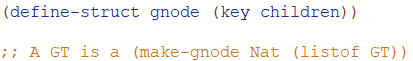 (define-struct gnode (key children))
;; A GT is a (make-gnode Nat (listof GT))